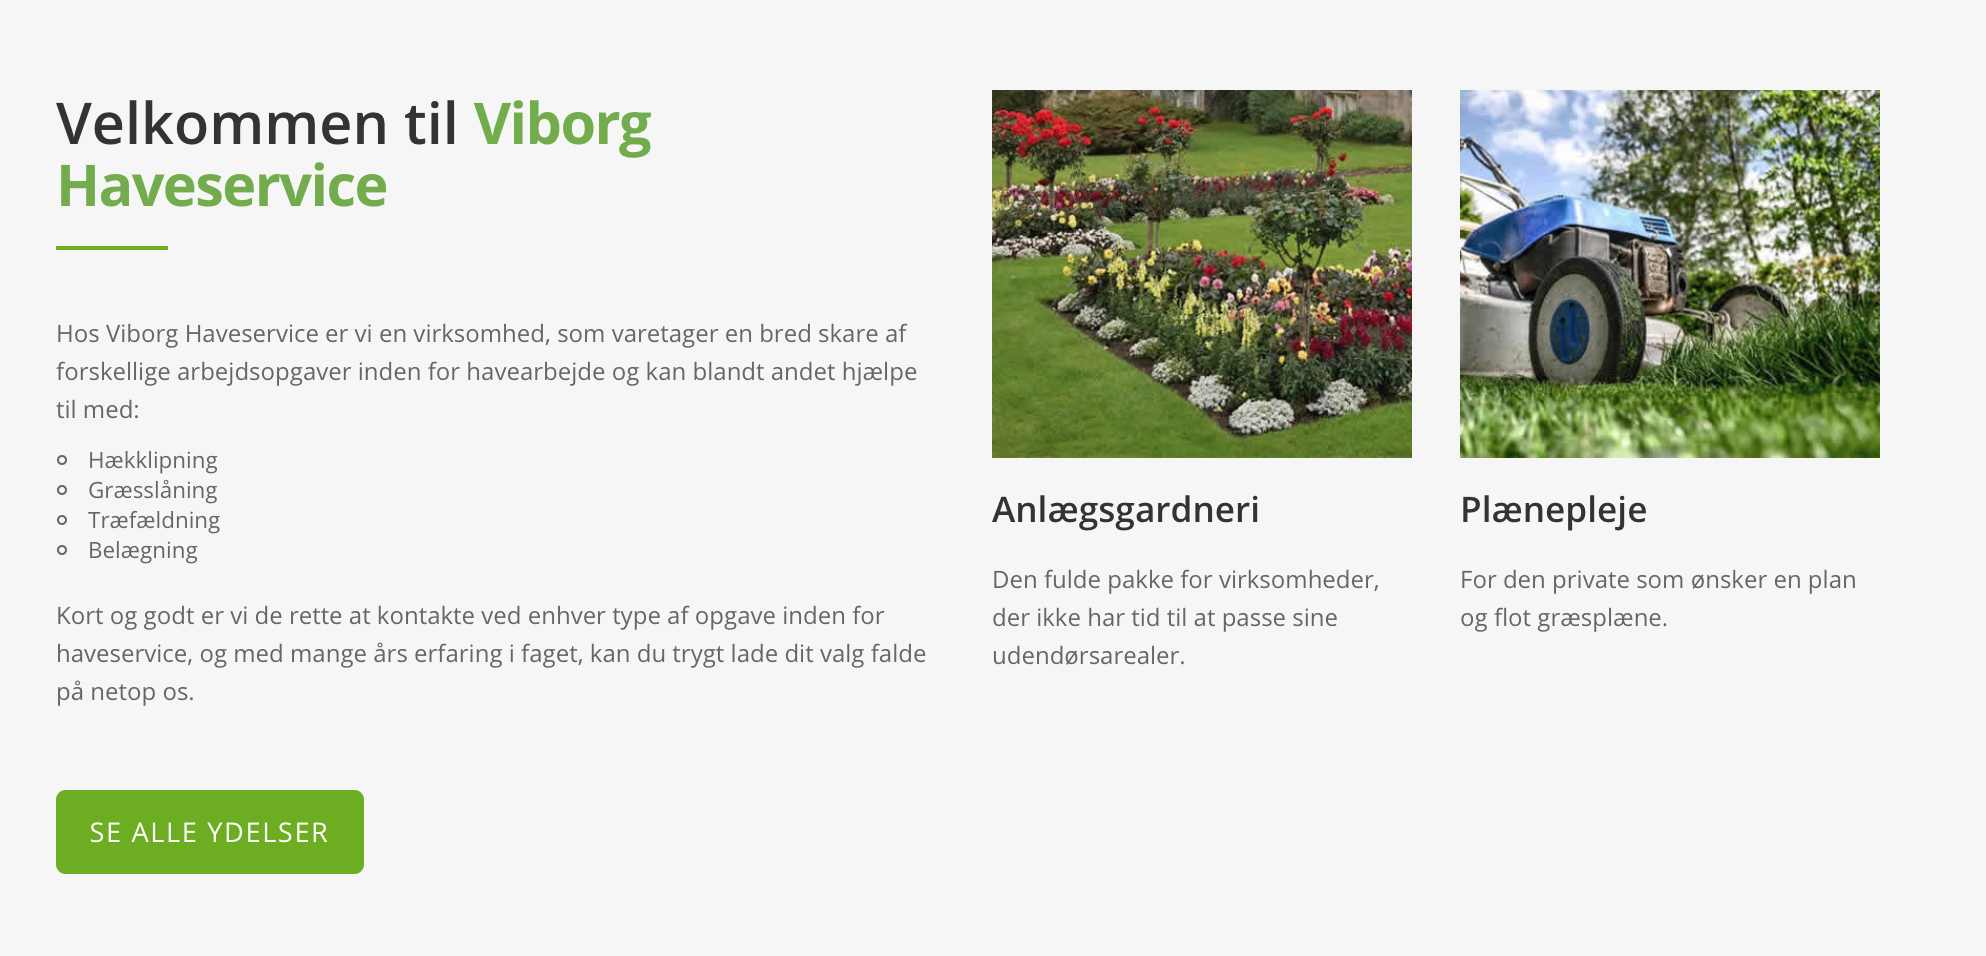 Velkommen til Viborg
Haveservice
Hos Viborg Haveservice er vi en virksomhed, som varetager en bred skare af
forskellige arbejdsopgaver inden for havearbejde og kan blandt andet hjælpe
til med:
Hækklipning
Græsslåning
Træfældning
Belægning
Kort og godt er vi de rette at kontakte ved enhver type af opgave inden for
haveservice, og med mange års erfaring i faget, kan du trygt lade dit valg falde
på netop os.
SE ALLE YDELSER
Anlægsgardneri
Den fulde pakke for virksomheder,
der ikke har tid til at passe sine
udendørsarealer.
Plænepleje
For den private som ønsker en plan
og flot græsplæne.